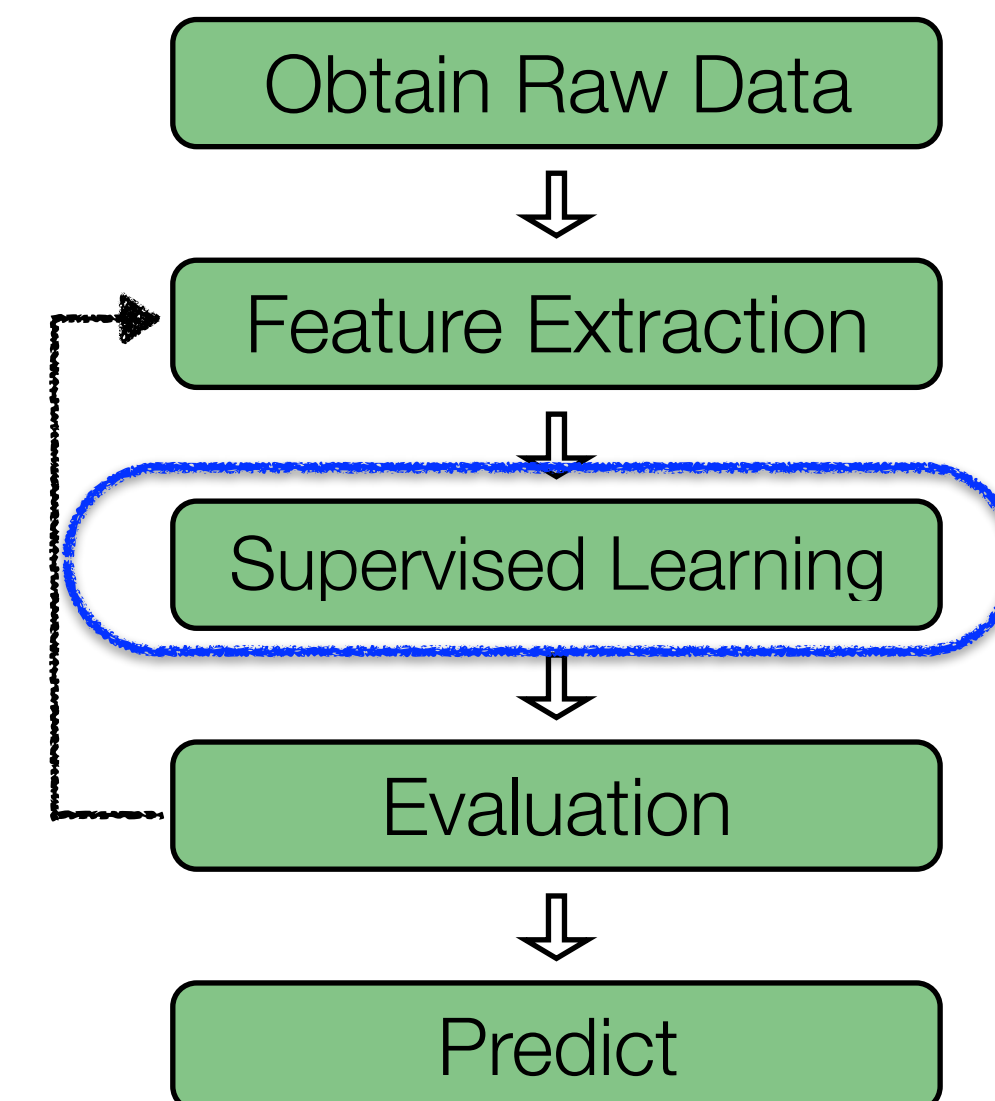 Obtain Raw Data
Feature Extraction
Supervised Learning
Evaluation
Predict